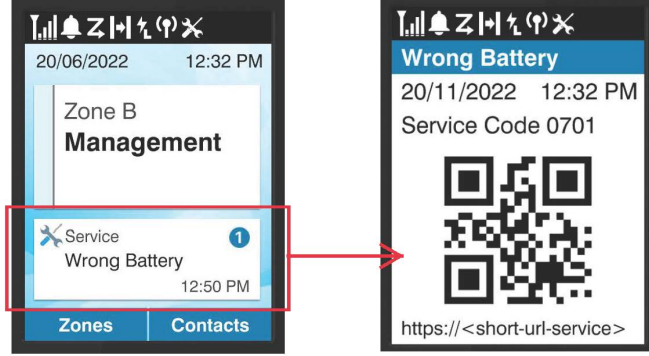 20/06/2022 12:32 PM
Zone B
Management
Service 1
Wrong Battery
12:50 PM
Zones Contacts
Wrong Battery
20/11/2022 12:32 PM
Service Code 0701
https://<short-url-service>